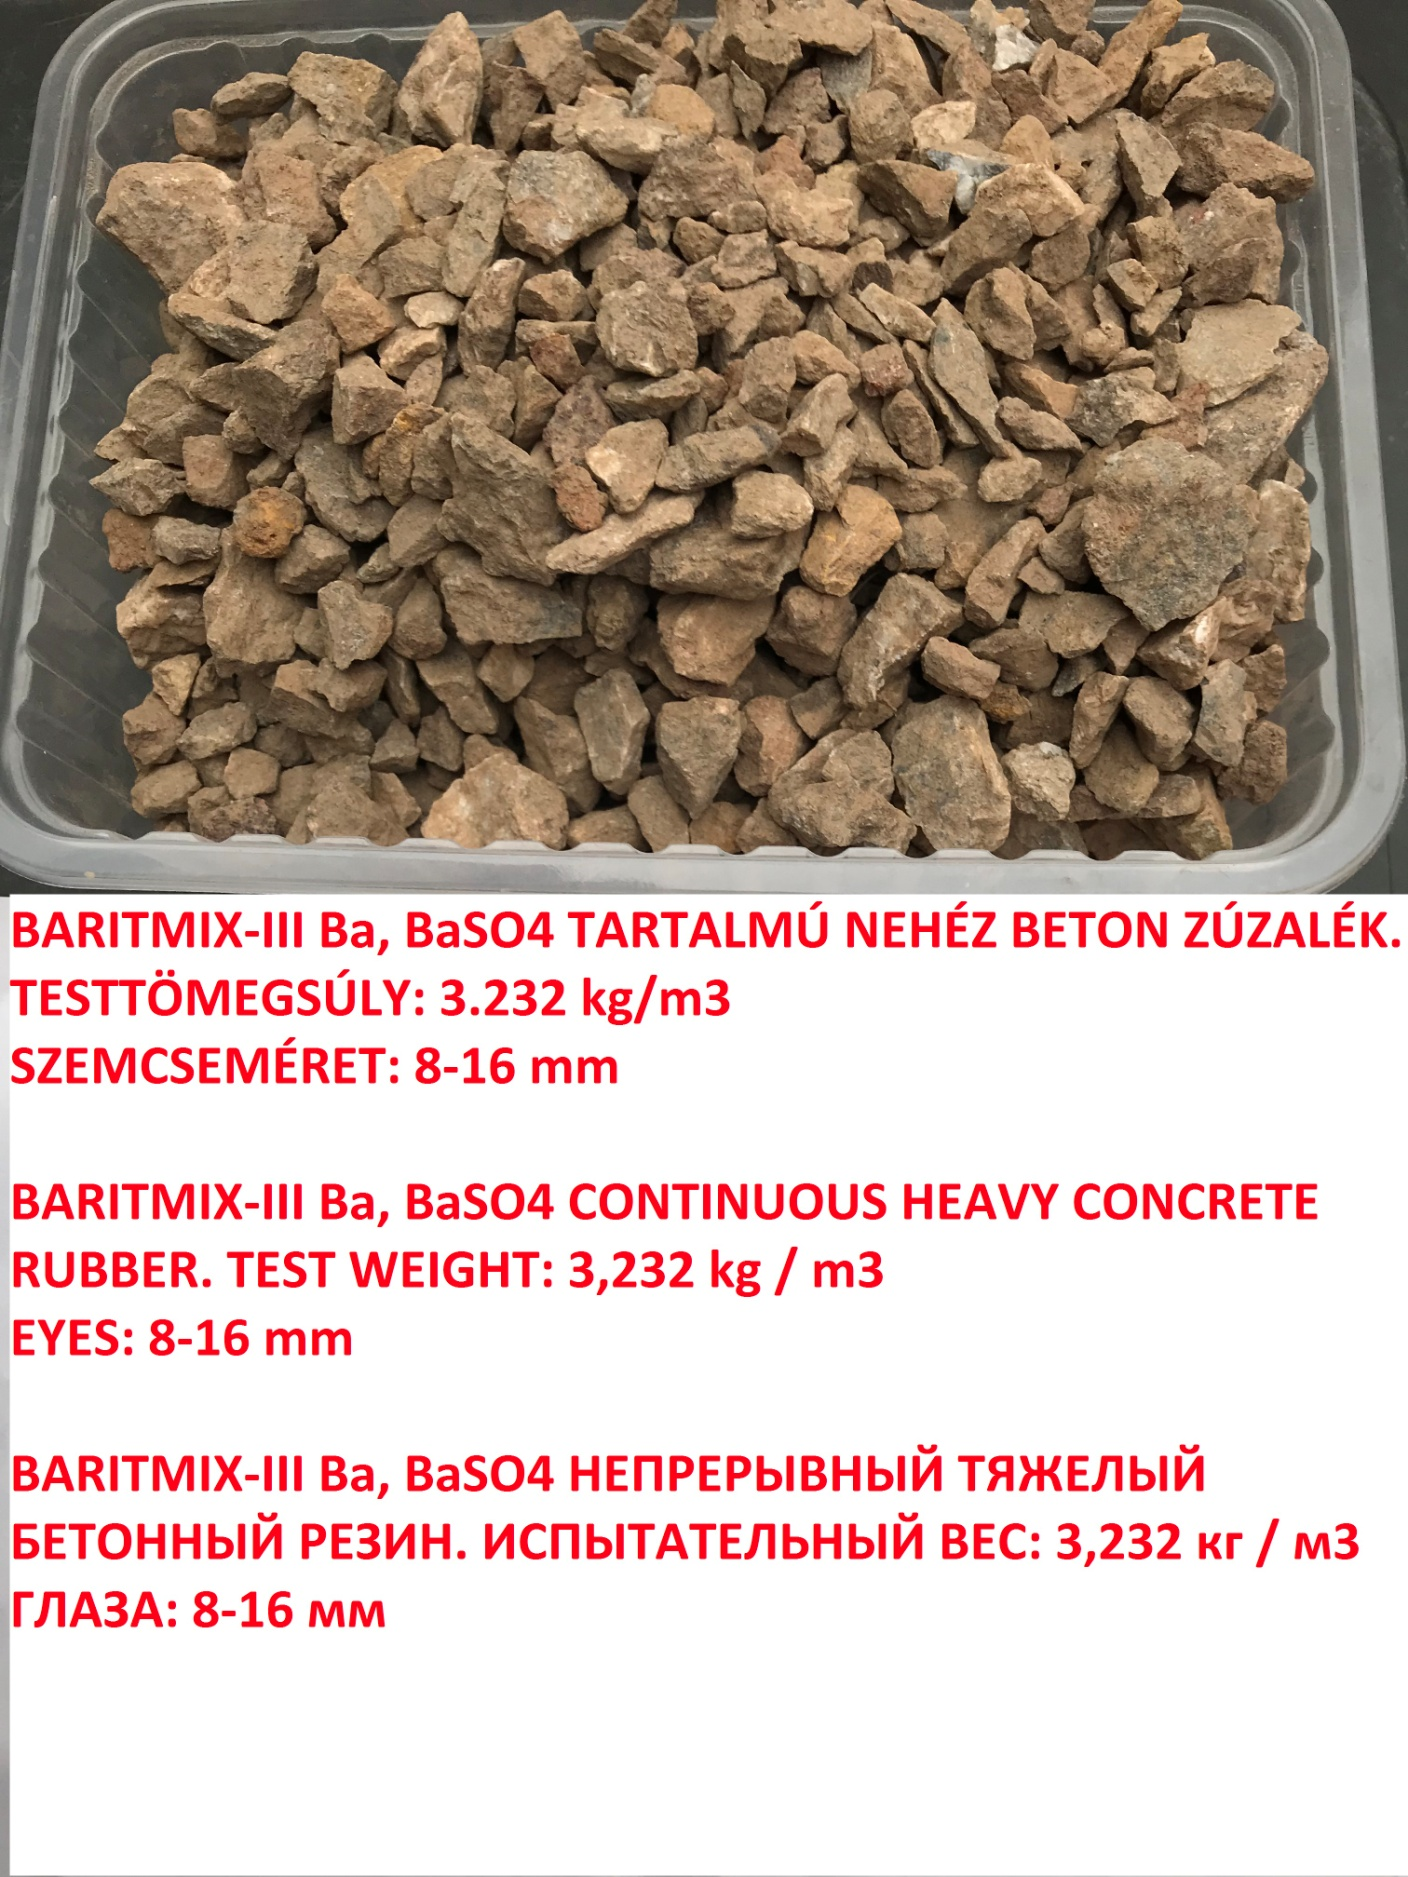 BARITMIX-III Ba, BaSO4 TARTALMÚ NEHÉZ BETON ZÚZALÉK.
TESTTÖMEGSÚLY: 3.232 kg/m3
SZEMCSEMÉRET: 8-16 mm
BARITMIX-III Ba, BaSO4 CONTINUOUS HEAVY CONCRETE
RUBBER. TEST WEIGHT: 3,232 kg / m3
EYES: 8-16 mm
BARITMIX-III Ba, BaSO4 НЕПРЕРЫВНЫЙ ТЯЖЕЛЫЙ
БЕТОННЫЙ РЕЗИН. ИСПЫТАТЕЛЬНЫЙ ВЕС: 3,232 кг / м3
ГЛАЗА: 8-16 мм